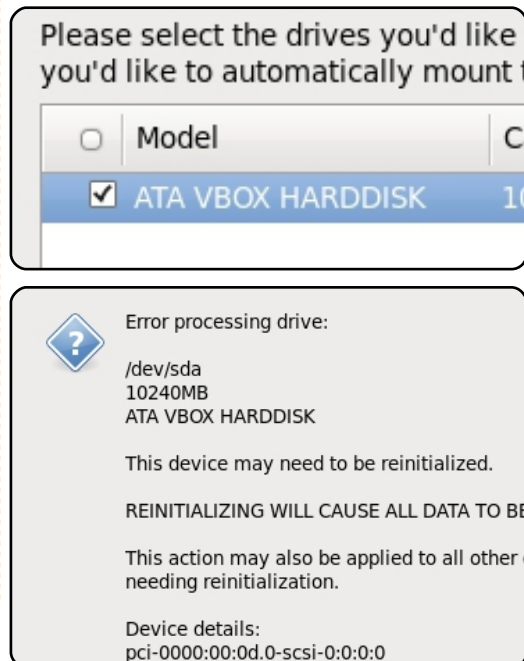 Please select the drives you'd like
you'd like to automatically mount
Model
ATA VBOX HARDDISK
Error processing drive:
/dev/sda
10240MB
ATA VBOX HARDDISK
This device may need to be reinitialized.
REINITIALIZING WILL CAUSE ALL DATA TO BE
This action may also be applied to all other
needing reinitialization.
Device details:
pci-0000:00:0d.0-scsi-0:0:0:0